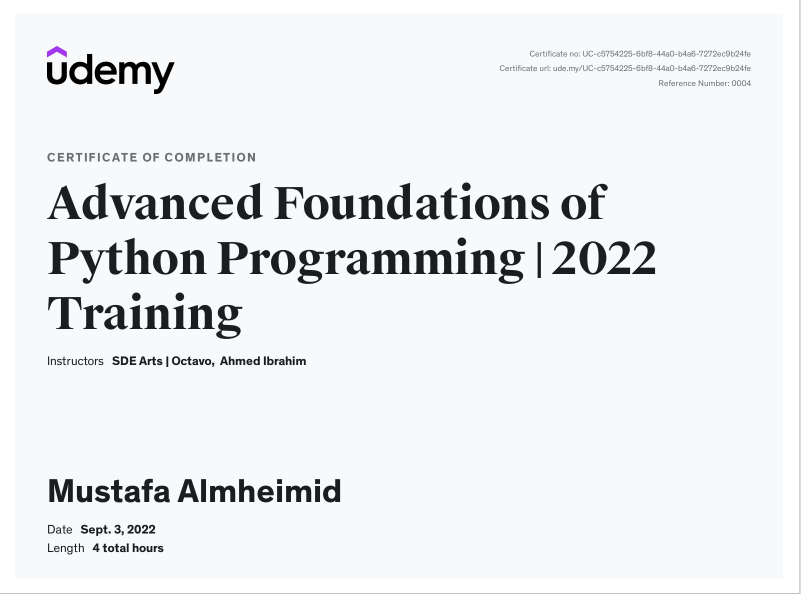 udemy
Certificate no: UC-c5754225-6bf8-44a0-b4a6-7272ec9b24fe
Certificate url: ude.my/UC-c5754225-6bf8-44a0-b4a6-7272ec9b24fe
Reference Number: 0004
CERTIFICATE OF COMPLETION
Advanced Foundations of
Python Programming | 2022
Training
Instructors SDE Arts | Octavo, Ahmed Ibrahim
Mustafa Almheimid
Date Sept. 3, 2022
Length 4 total hours